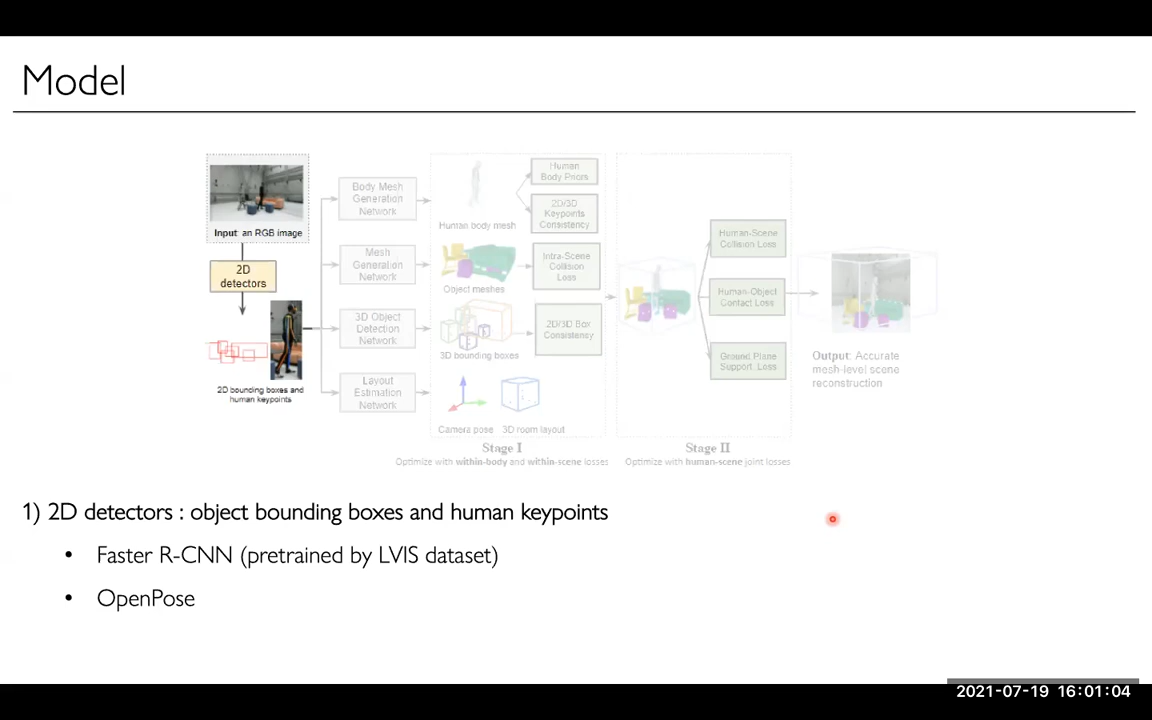 Model
Input: an RGB image
2D
detectors
2D bounding boxes and
human keypoints
Body Mesh
Generation
Network
Mesh
Generation
Network
3D Object
Detection
Network
Layout
Estimation
Network
Human body mesh
Object meshes
3D bounding boxes
Camera pose 3D room layout
Human
Body Priors
2D/3D
Keypoints
Consistency
Intra-Scene
Collision
Loss
2D/3D Box
Consistency
Stage I
Optimize with within-body and within-scene losses
Human-Scene
Collision Loss
Human-Object
Contact Loss
Ground Plane
Support Loss
Stage II
Optimize with human-scene joint losses
Output: Accurate
mesh-level scene
reconstruction
1) 2D detectors : object bounding boxes and human keypoints
• Faster R-CNN (pretrained by LVIS dataset)
• OpenPose
2021-07-19 16:01:04